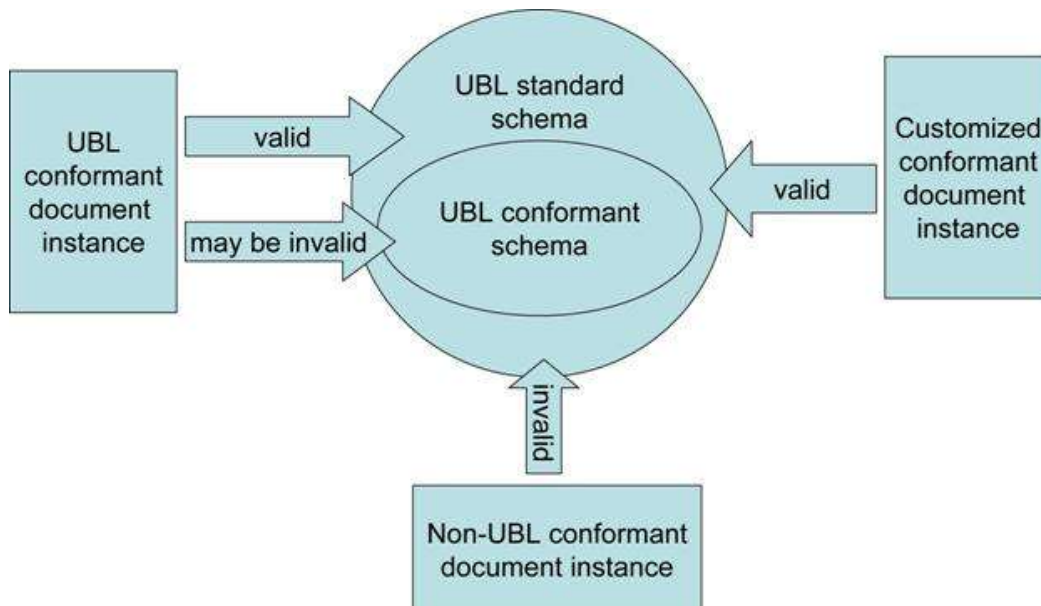 UBL
conformant
document
instance
valid
may be invalid
UBL standard
schema
UBL conformant
schema
valid
Customized
conformant
document
instance
invalid
Non-UBL conformant
document instance